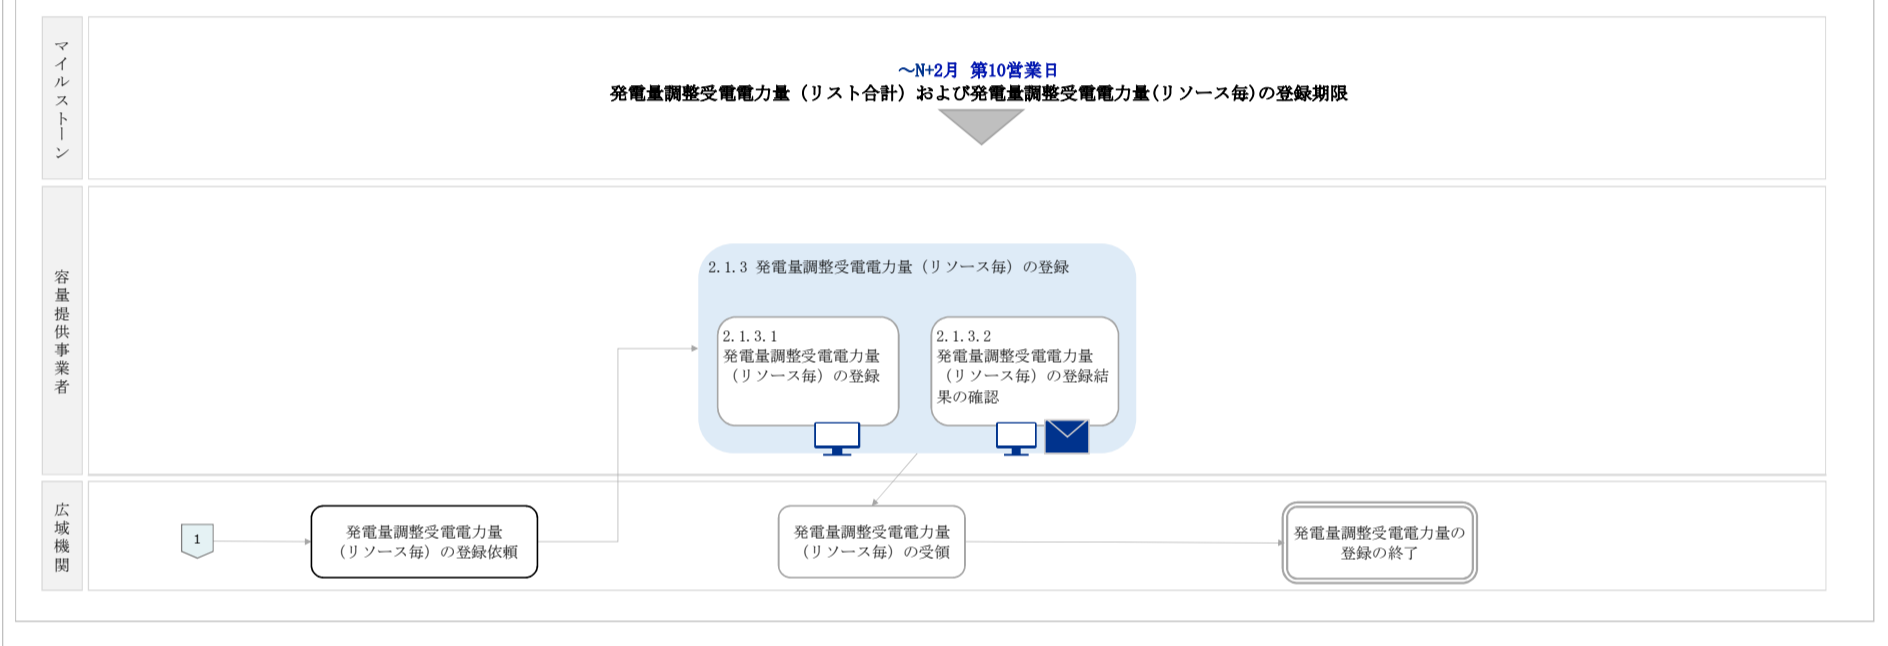 マイルストーン
～N+2月 第10営業日
発電量調整受電電力量（リスト合計）および発電量調整受電電力量(リソース毎)の登録期限
容量提供事業者
2.1.3 発電量調整受電電力量（リソース毎）の登録
2.1.3.1
発電量調整受電電力量
（リソース毎）の登録
2.1.3.2
発電量調整受電電力量
（リソース毎）の登録結
果の確認
広域機関
1
発電量調整受電電力量
（リソース毎）の登録依頼
発電量調整受電電力量
（リソース毎）の受領
発電量調整受電電力量の
登録の終了